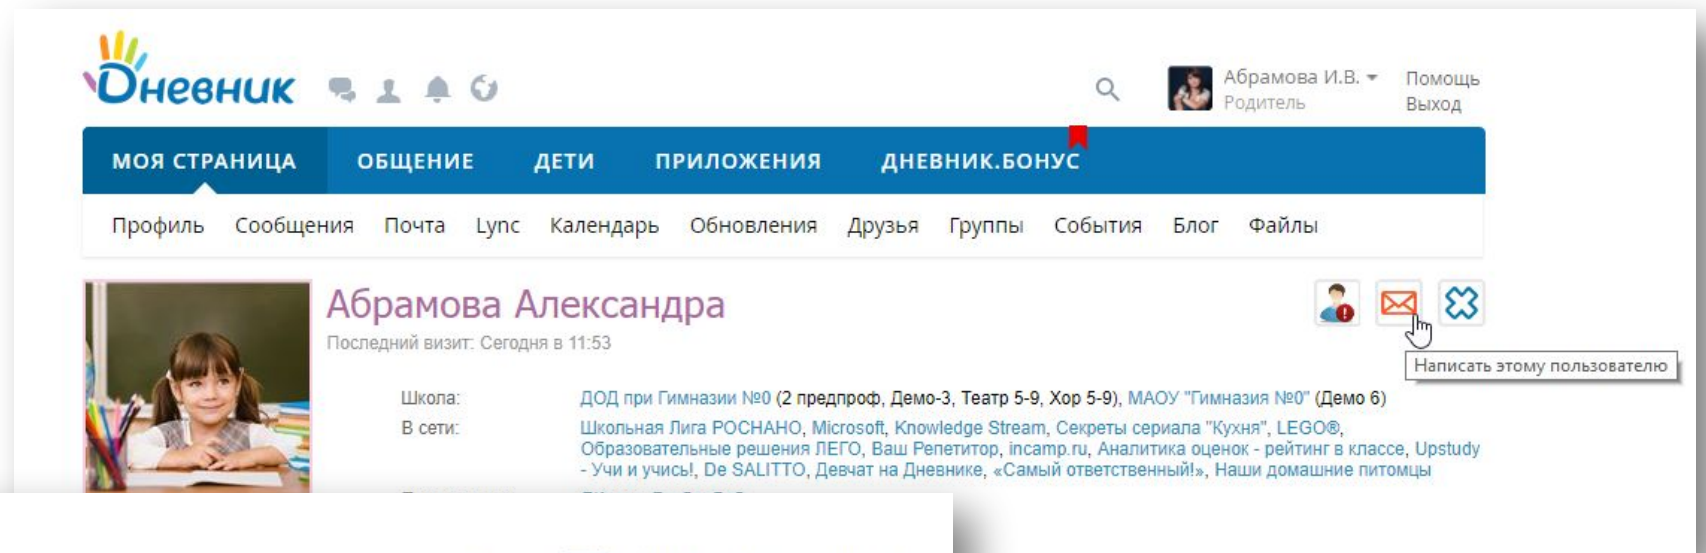 Дневник
Абрамова И.В.
Родитель
Помощь
Выход
МОЯ СТРАНИЦА ОБЩЕНИЕ ДЕТИ ПРИЛОЖЕНИЯ ДНЕВНИК.БОНУС
Профиль Сообщения Почта Lync Календарь Обновления Друзья Группы События Блог Файлы
Абрамова Александра
Последний визит: Сегодня в 11:53
Написать этому пользователю
Школа: ДОД при Гимназии №0 (2 предпроф, Демо-3, Театр 5-9, Хор 5-9), МАОУ "Гимназия №0" (Демо 6)
В сети: Школьная Лига РОСНАНО, Microsoft, Knowledge Stream, Секреты сериала "Кухня", LEGO®,
Образовательные решения ЛЕГО, Ваш Репетитор, incamp.ru, Аналитика оценок - рейтинг в классе, Upstudy
- Учи и учись!, De SALITTO, Девчат на Дневнике, «Самый ответственный!», Наши домашние питомцы